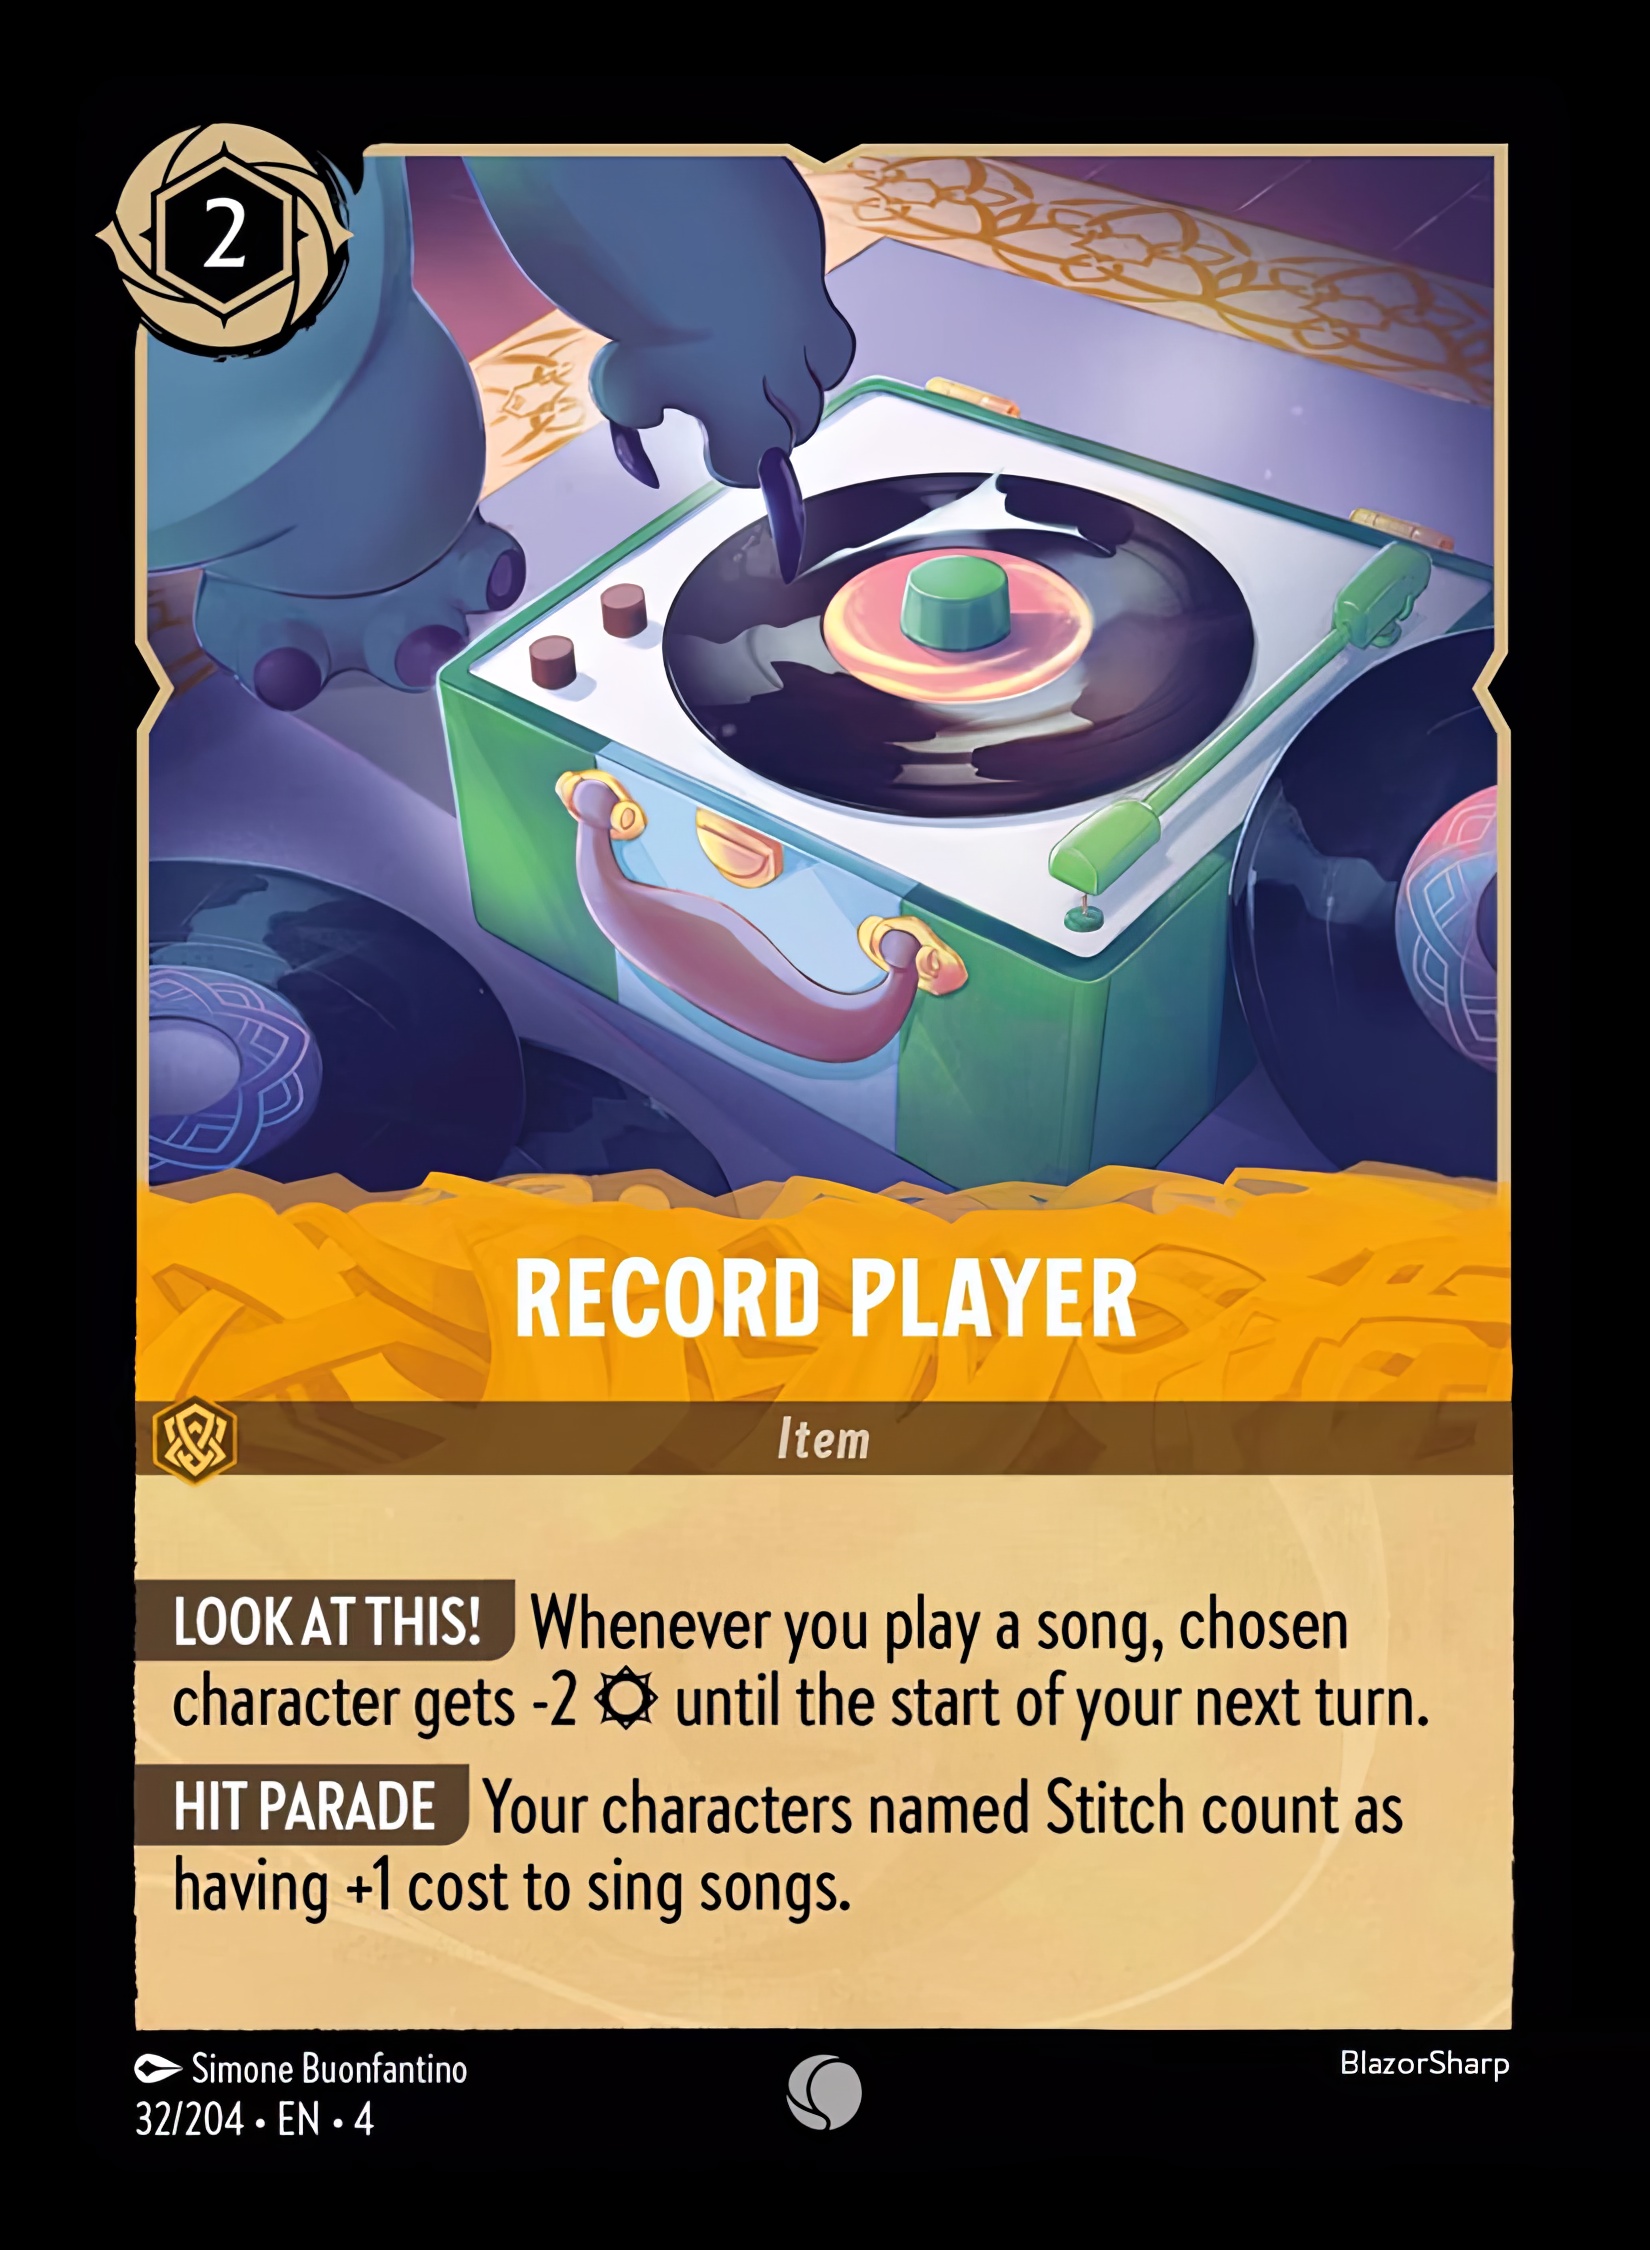 2
RECORD PLAYER
Item
LOOK AT THIS! Whenever you play a song, chosen
character gets -2 until the start of your next turn.
HIT PARADE Your characters named Stitch count as
having +1 cost to sing songs.
Simone Buonfantino
BlazorSharp
32/204 • EN • 4